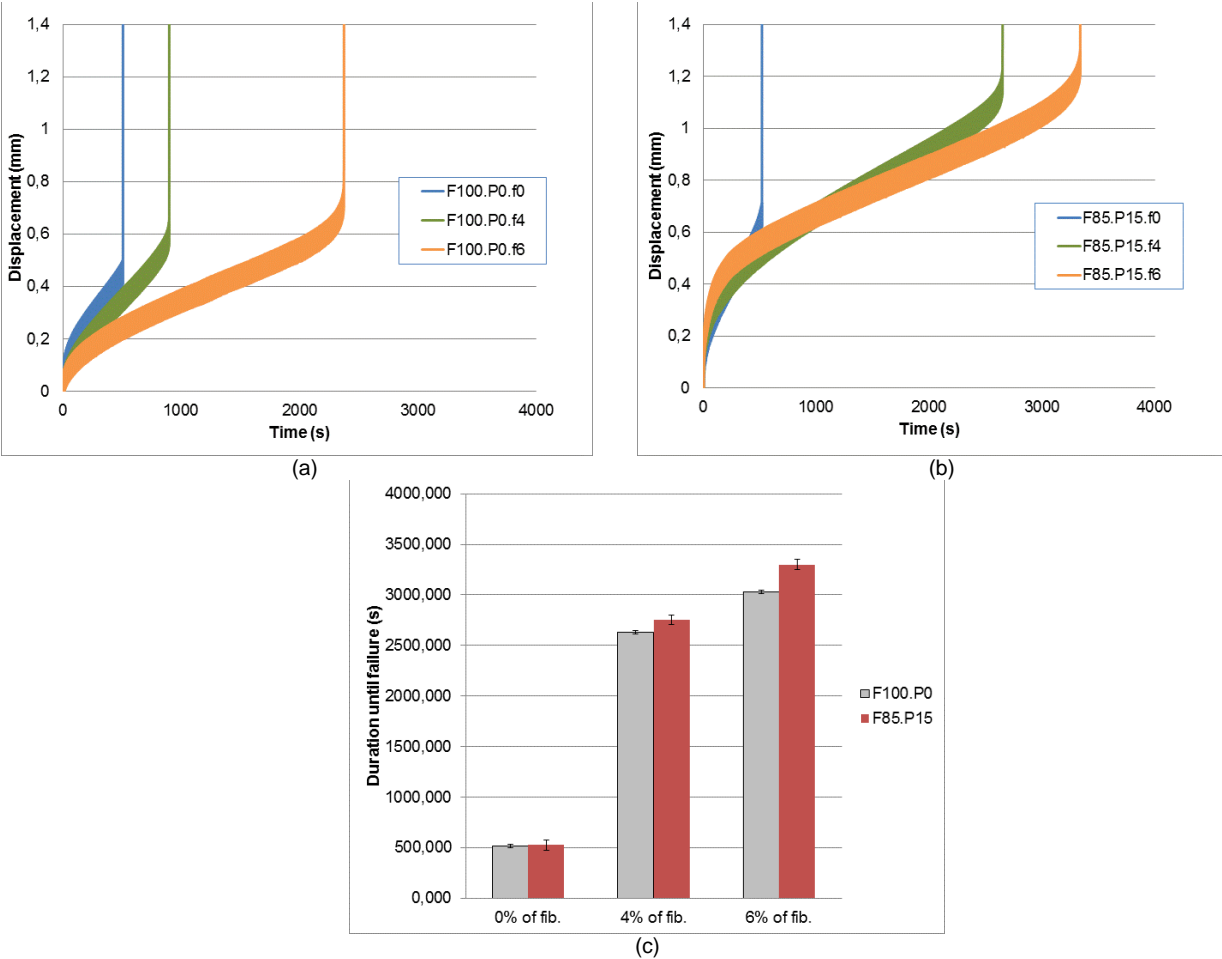 1,4
1,2
1
0,8
0,6
0,4
0,2
0
Displacement (mm)
0 1000 2000 3000 4000
Time (s)
F100.P0.f0
F100.P0.f4
F100.P0.f6
(a)
1,4
1,2
1
0,8
0,6
0,4
0,2
0
Displacement (mm)
0 1000 2000 3000 4000
Time (s)
F85.P15.f0
F85.P15.f4
F85.P15.f6
(b)
4000,000
3500,000
3000,000
2500,000
2000,000
1500,000
1000,000
500,000
0,000
Duration until failure (s)
0% of fib. 4% of fib. 6% of fib.
F100.P0
F85.P15
(c)